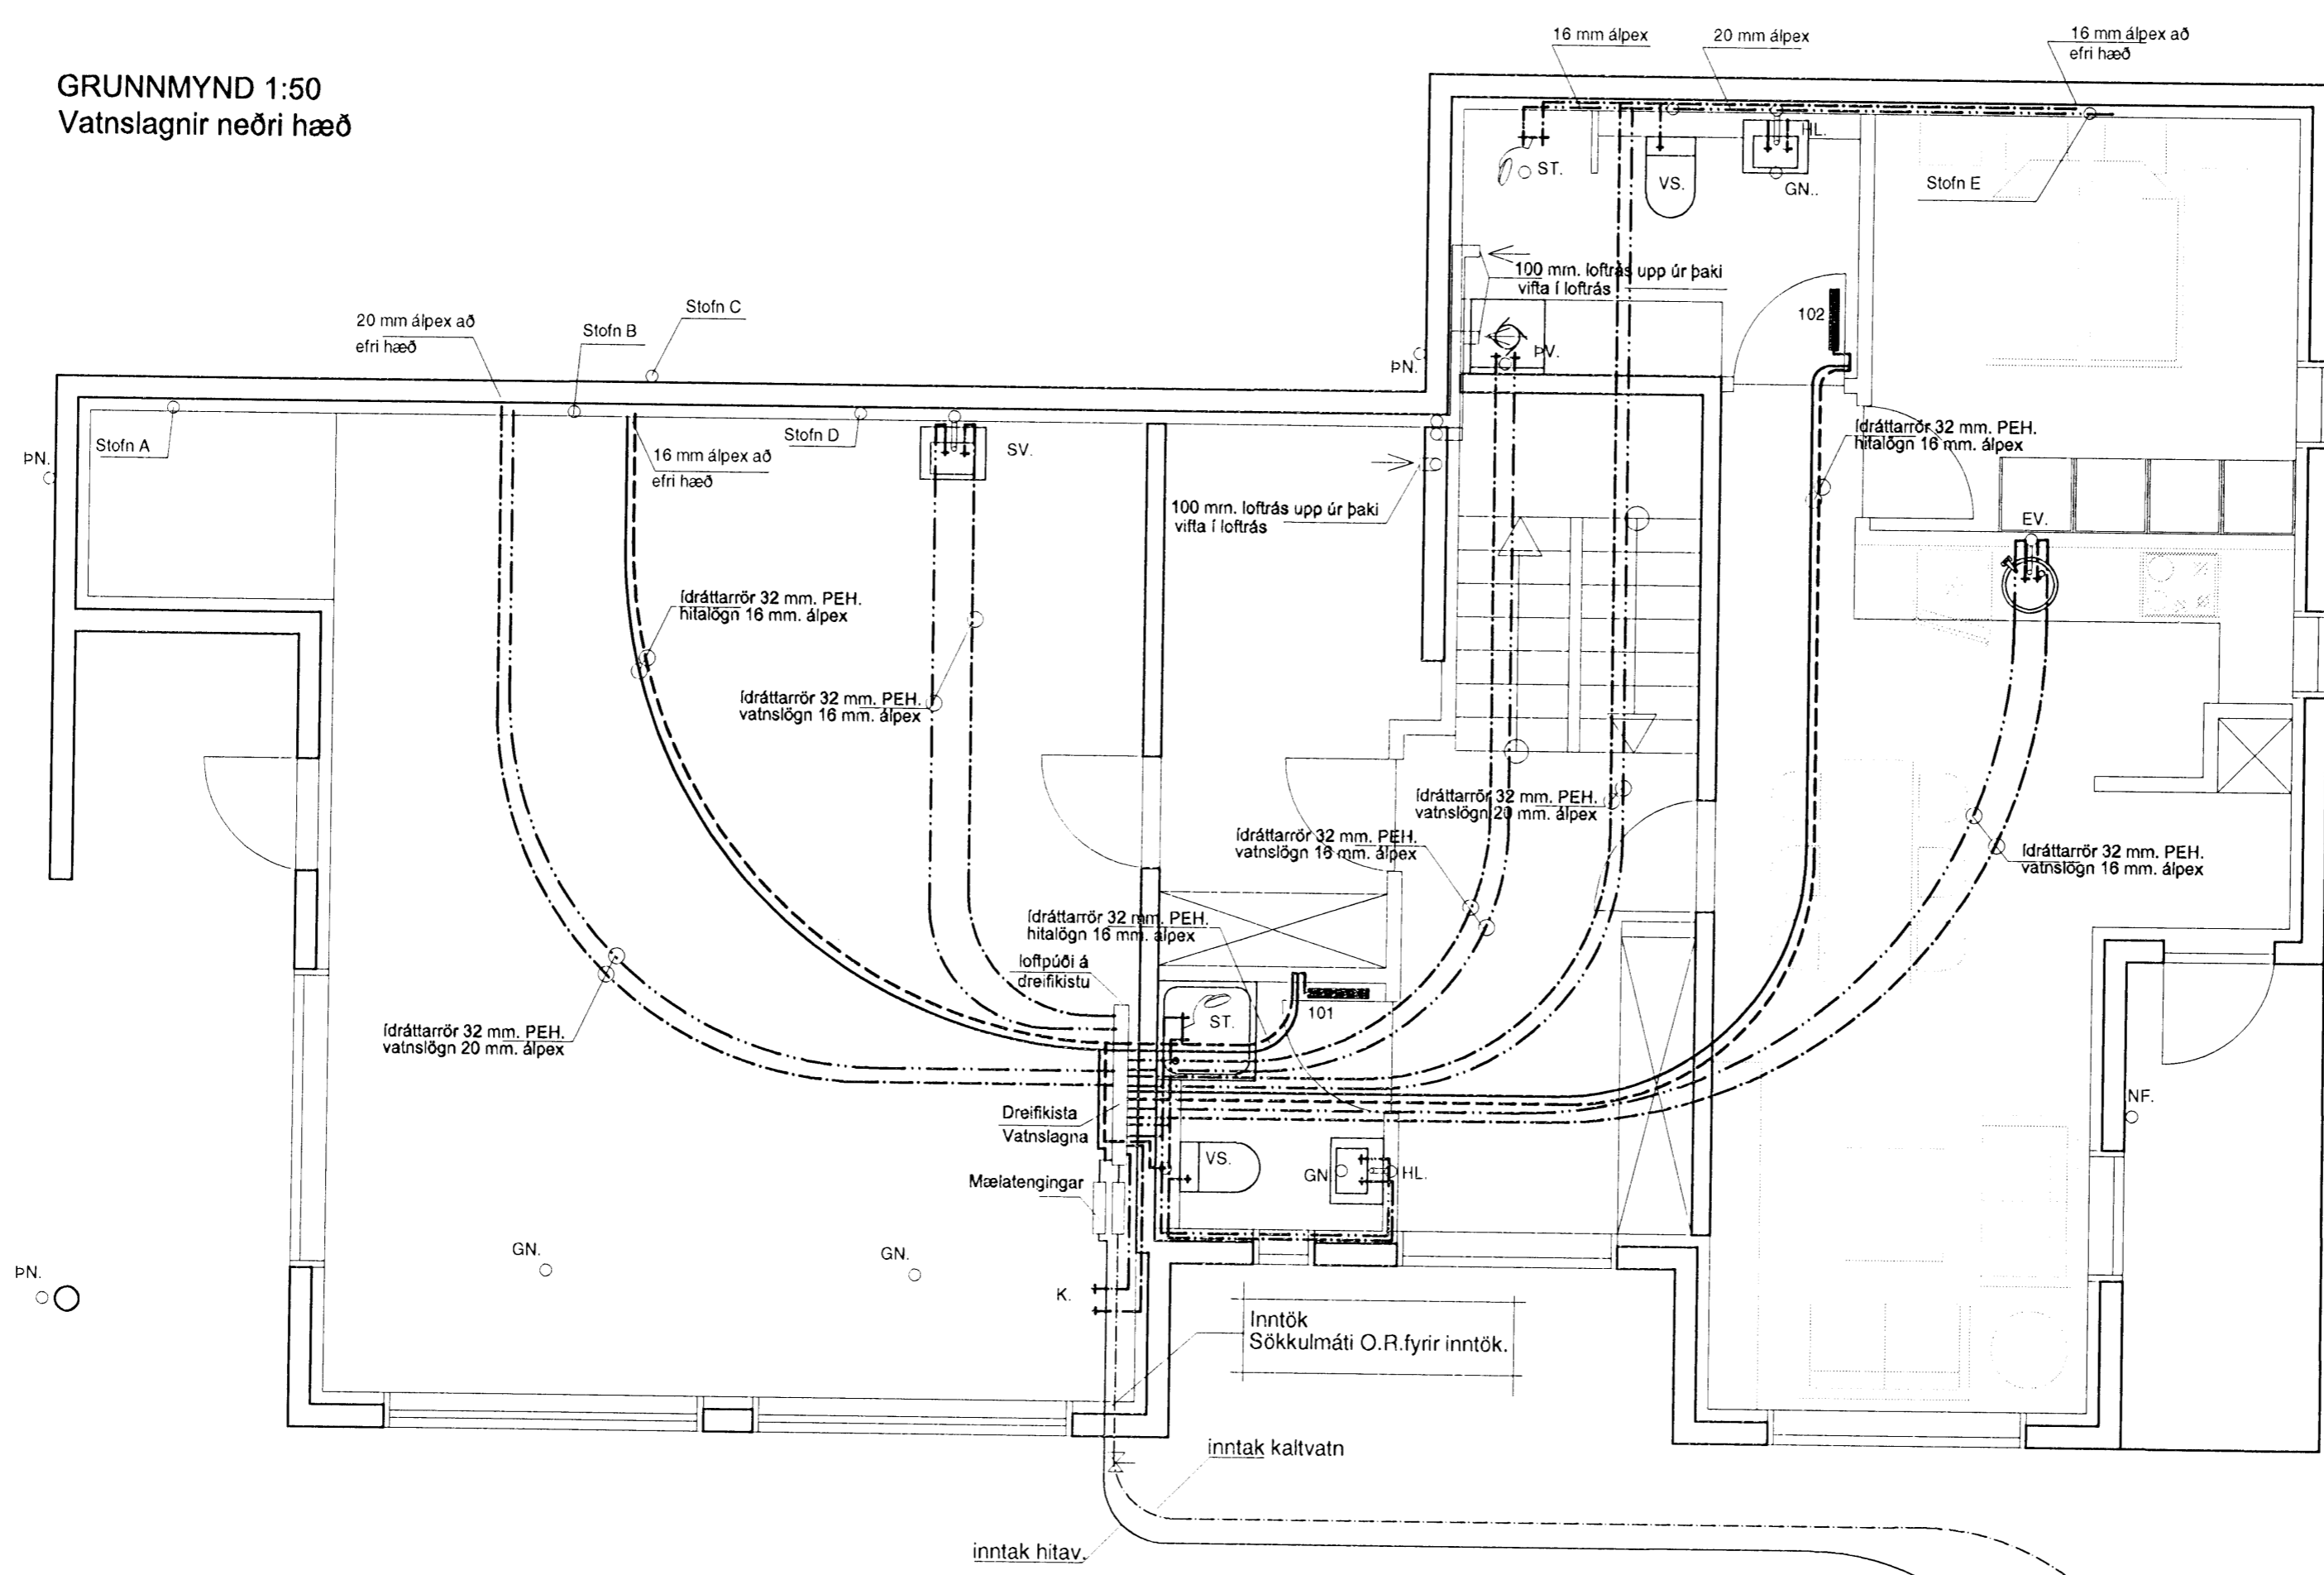 GRUNNMYND 1:50
Vatnslagnir neðri hæð
16 mm álpex
20 mm álpex
16 mm álpex að
efri hæð
ST.
VS.
HL.
GN..
Stofn E
100 mm. loftrás upp úr þaki
vifta í loftrás
102
ÞV.
ÞN.
20 mm álpex að
efri hæð
Stofn B
Stofn C
Stofn A
ÞN.
Stofn D
16 mm álpex að
efri hæð
SV.
100 mm. loftrás upp úr þaki
vifta í loftrás
ídráttarrör 32 mm. PEH.
hitalögn 16 mm. álpex
EV.
ídráttarrör 32 mm. PEH.
hitalögn 16 mm. álpex
ídráttarrör 32 mm. PEH.
vatnslögn 16 mm. álpex
ídráttarrör 32 mm. PEH.
vatnslögn 20 mm. álpex
ídráttarrör 32 mm. PEH.
vatnslögn 16 mm. álpex
ídráttarrör 32 mm. PEH.
vatnslögn 16 mm. álpex
ídráttarrör 32 mm. PEH.
hitalögn 16 mm. álpex
loftpúði á
dreifikistu
ST.
101
ídráttarrör 32 mm. PEH.
vatnslögn 20 mm. álpex
Dreifikista
Vatnslagna
NF.
VS.
GN.
HL.
Mælatengingar
GN.
GN.
ÞN.
K.
Inntök
Sökkulmáti O.R.fyrir inntök.
inntak kaltvatn
inntak hitav.